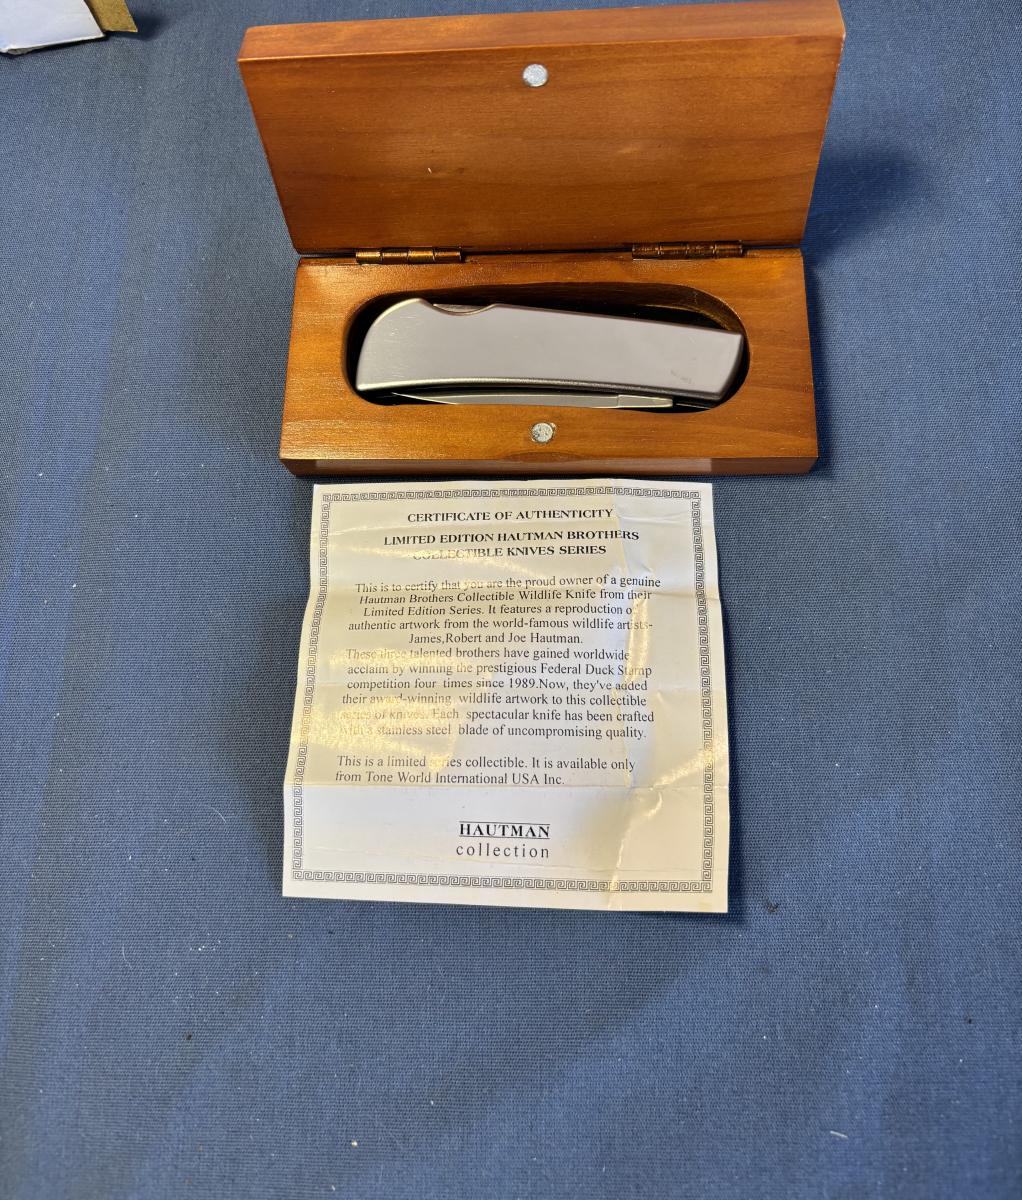 CERTIFICATE OF AUTHENTICITY
LIMITED EDITION HAUTMAN BROTHERS
COLLECTIBLE KNIVES SERIES
This is to certify that you are the proud owner of a genuine
Hautman Brothers Collectible Wildlife Knife from their
Limited Edition Series. It features a reproduction of
authentic artwork from the world-famous wildlife artists-
James,Robert and Joe Hautman.
These three talented brothers have gained worldwide
acclaim by winning the prestigious Federal Duck Stamp
competition four times since 1989.Now, they've added
their award-winning wildlife artwork to this collectible
series of knives. Each spectacular knife has been crafted
with a stainless steel blade of uncompromising quality.
This is a limited series collectible. It is available only
from Tone World International USA Inc.
HAUTMAN
collection